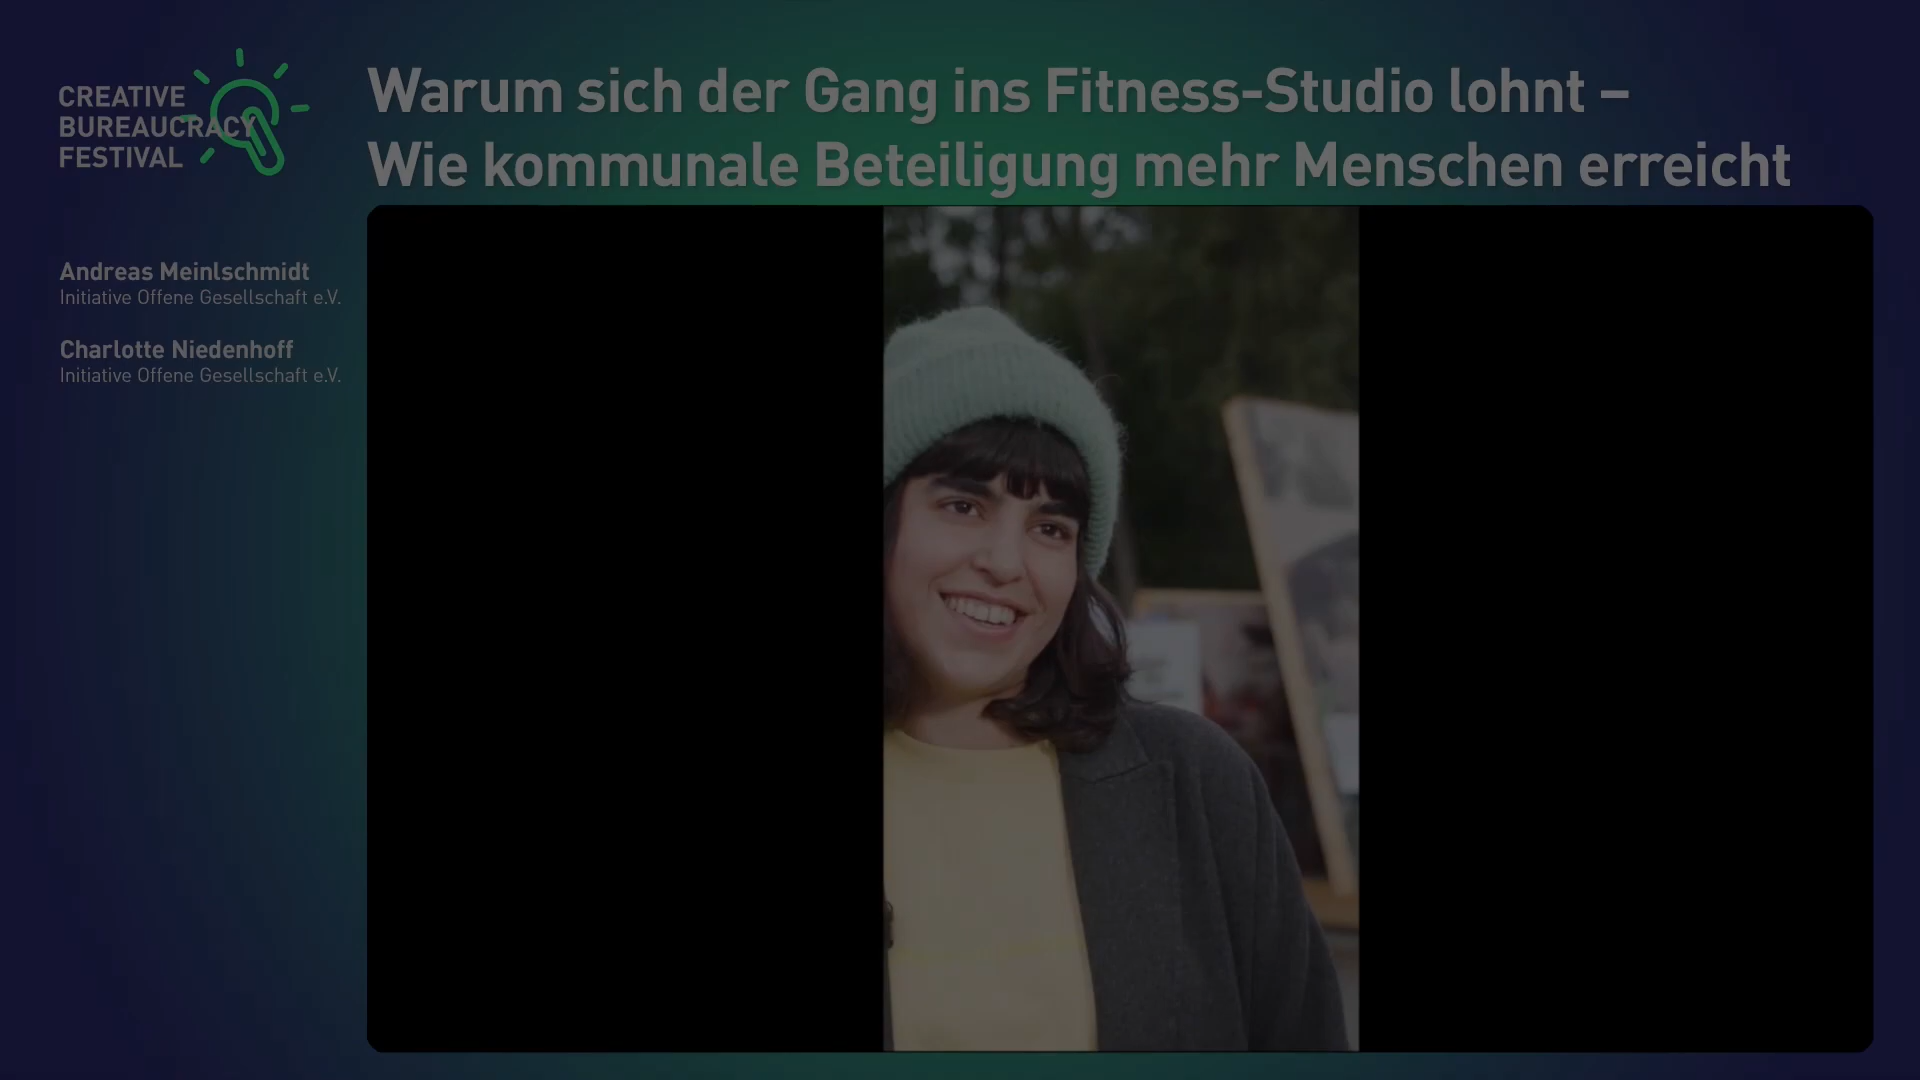 CREATIVE
BUREAUCRACY
FESTIVAL
Warum sich der Gang ins Fitness-Studio lohnt –
Wie kommunale Beteiligung mehr Menschen erreicht
Andreas Meinlschmidt
Initiative Offene Gesellschaft e.V.
Charlotte Niedenhoff
Initiative Offene Gesellschaft e.V.